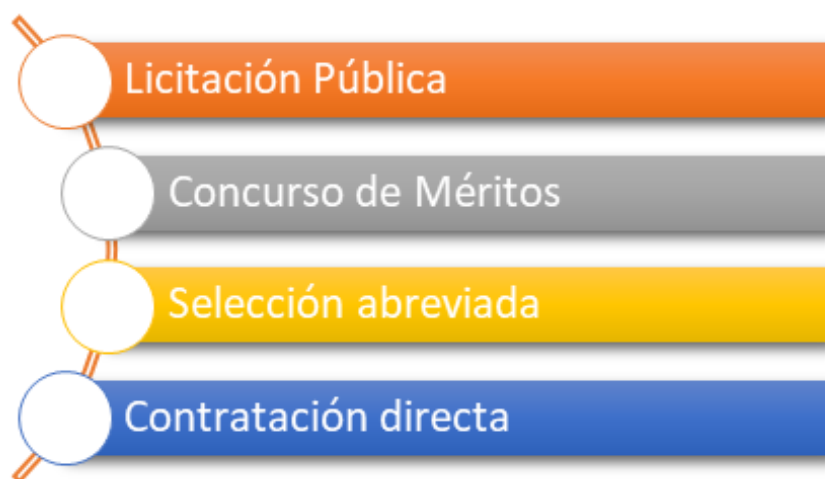 Licitación Pública
Concurso de Méritos
Selección abreviada
Contratación directa